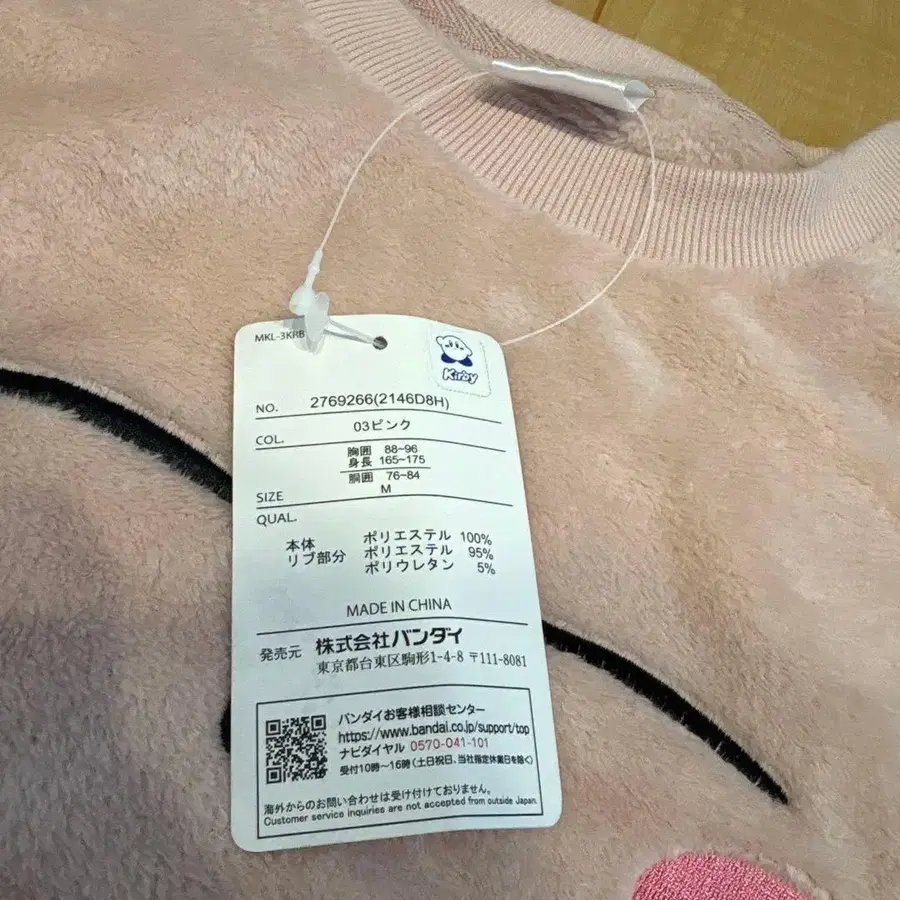 MKL-3KRB
Kirby
NO. 2769266(2146D8H)
COL. 03ピンク
胸囲 88~96
身長 165~175
胴囲 76~84
SIZE M
QUAL.
本体 ポリエステル 100%
リブ部分 ポリエステル 95%
ポリウレタン 5%
MADE IN CHINA
発売元 株式会社バンダイ
東京都台東区駒形1-4-8 〒111-8081
バンダイお客様相談センター
https://www.bandai.co.jp/support/top
ナビダイヤル 0570-041-101
受付10時~16時(土日祝日、当社指定休業日を除く)
海外からのお問い合わせは受け付けておりません。
Customer service inquiries are not accepted from outside Japan.